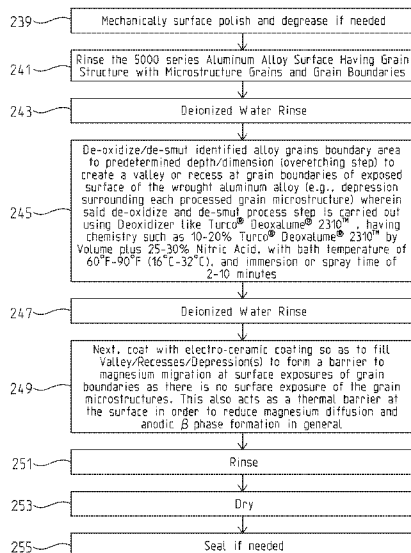 239
Mechanically surface polish and degrease if needed
241
Rinse the 5000 series Aluminum Alloy Surface Having Grain
Structure with Microstructure Grains and Grain Boundaries
243
Deionized Water Rinse
245
De-oxidize/de-smut identified alloy grains boundary area
to predetermined depth/dimension (overetching step) to
create a valley or recess at grain boundaries of exposed
surface of the wrought aluminum alloy (e.g., depression
surrounding each processed grain microstructure) wherein
said de-oxidize and de-smut process step is carried out
using Deoxidizer like Turco® Deoxalume® 2310™, having
chemistry such as 10-20% Turco® Deoxalume® 2310™ by
Volume plus 25-30% Nitric Acid, with bath temperature of
60°F-90°F (16°C-32°C), and immersion or spray time of
2-10 minutes
247
Deionized Water Rinse
249
Next, coat with electro-ceramic coating so as to fill
Valley/Recesses/Depression(s) to form a barrier to
magnesium migration at surface exposures of grain
boundaries as there is no surface exposure of the grain
microstructures. This also acts as a thermal barrier at
the surface in order to reduce magnesium diffusion and
anodic β phase formation in general
251
Rinse
253
Dry
255
Seal if needed